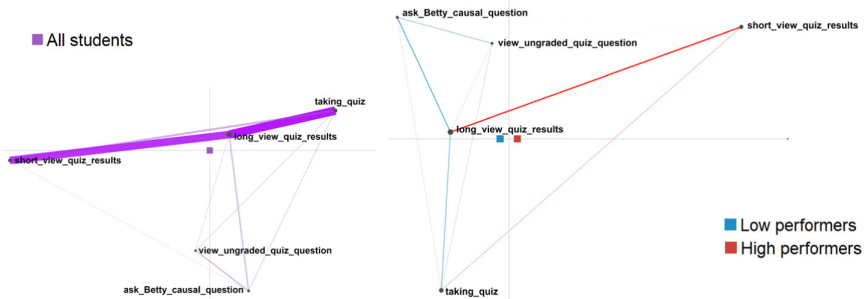 All students
taking_quiz
long_view_quiz_results
short_view_quiz_results
view_ungraded_quiz_question
ask_Betty_causal_question
ask_Betty_causal_question
short_view_quiz_results
view_ungraded_quiz_question
long_view_quiz_results
Low performers
High performers
taking_quiz